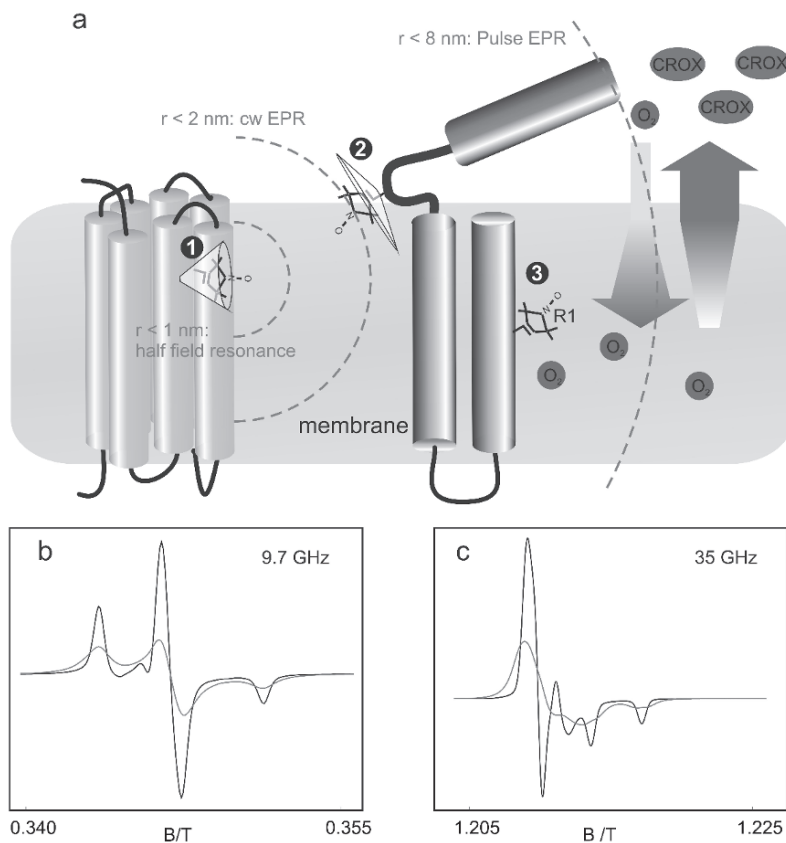 a
r < 8 nm: Pulse EPR
CROX
CROX
CROX
O₂
r < 2 nm: cw EPR
2
N
O
1
N
O
3
N
O
R1
r < 1 nm:
half field resonance
O₂
O₂
O₂
membrane
b
9.7 GHz
0.340
B/T
0.355
c
35 GHz
1.205
B /T
1.225